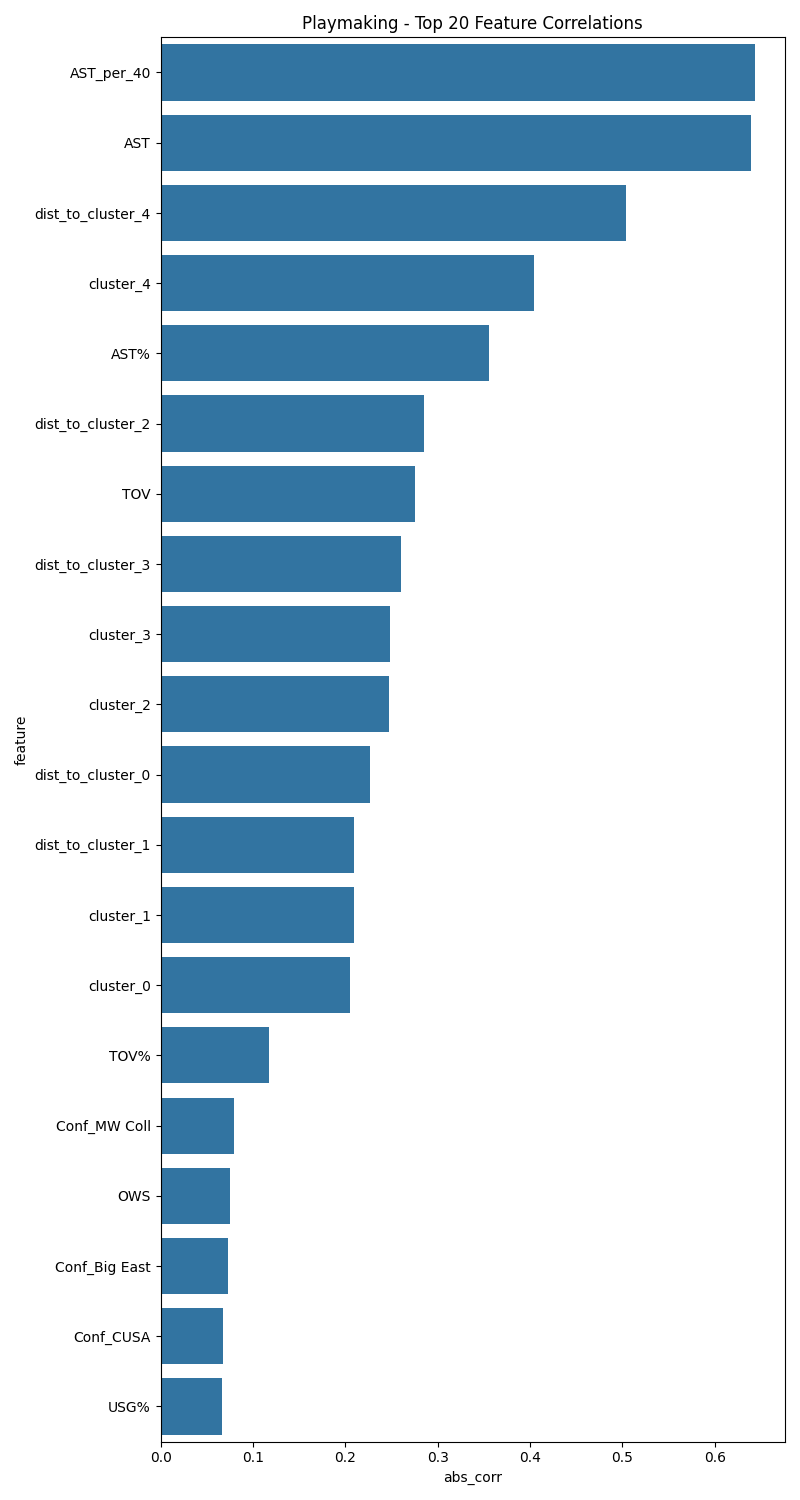 Playmaking - Top 20 Feature Correlations
AST_per_40
AST
dist_to_cluster_4
cluster_4
AST%
dist_to_cluster_2
TOV
dist_to_cluster_3
cluster_3
cluster_2
dist_to_cluster_0
dist_to_cluster_1
cluster_1
cluster_0
TOV%
Conf_MW Coll
OWS
Conf_Big East
Conf_CUSA
USG%
feature
0.0 0.1 0.2 0.3 0.4 0.5 0.6
abs_corr